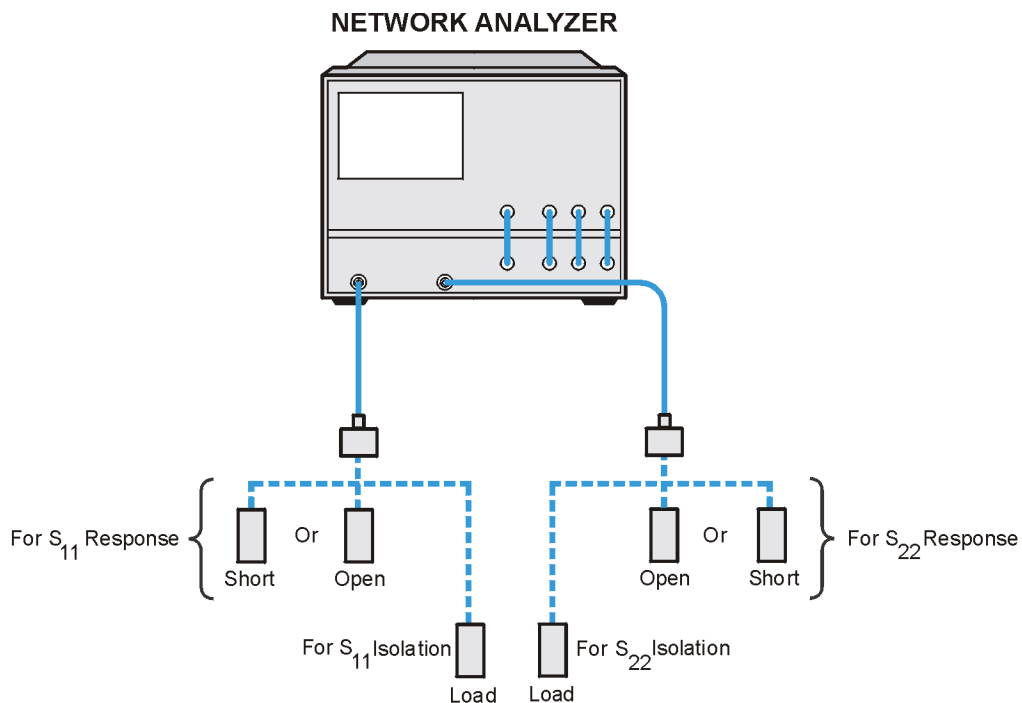 NETWORK ANALYZER
For S11 Response
Short
Or
Open
For S11 Isolation
Load
Open
Or
Short
For S22 Response
For S22 Isolation
Load